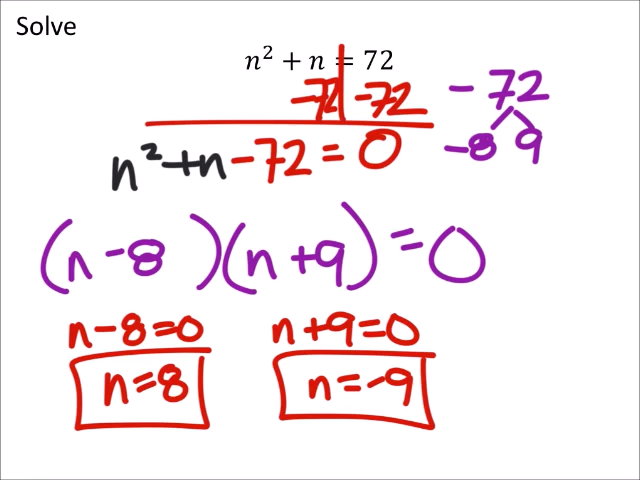 Solve
n² + n = 72
-72 -72
n²+n-72=0
-72
-8 9
(n-8)(n+9)=0
n-8=0 n+9=0
n=8 n=-9